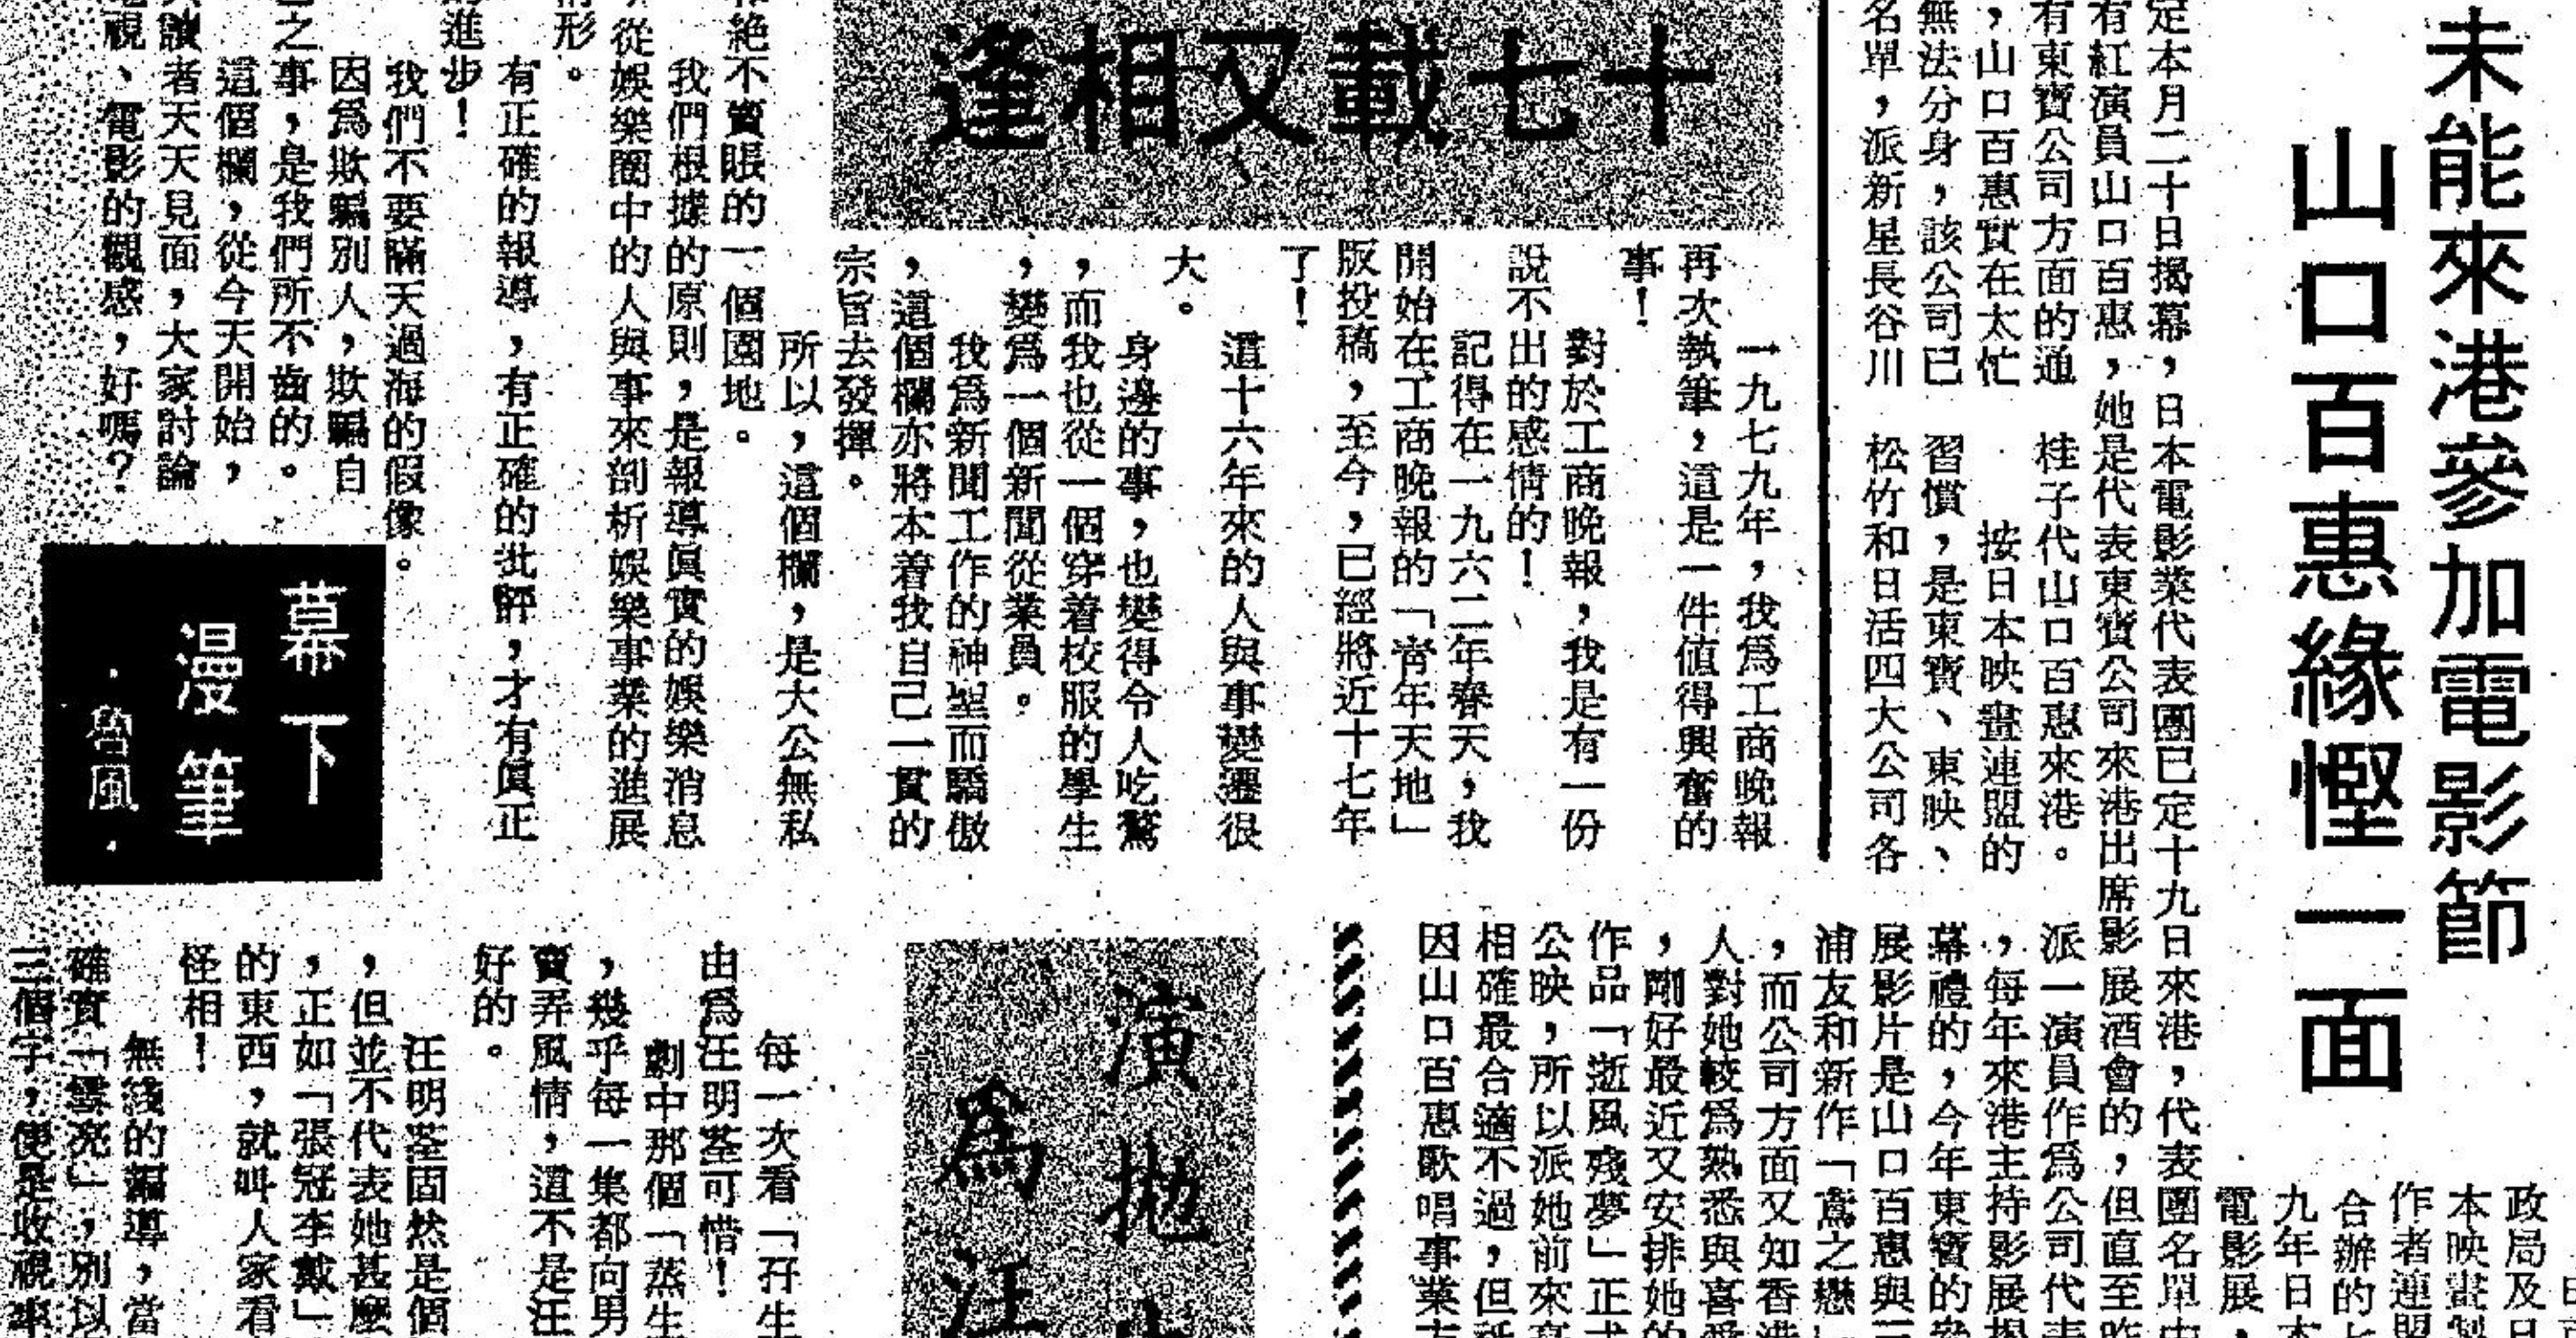 未能來港參加電影節
山口百惠緣慳一面
政局及日
本映畫製
作者連盟
合辦的七
九年日本
電影展，
定本月二十日揭幕，日本電影業代表團已定十九日來港，代表團名單中
有紅演員山口百惠，她是代表東寶公司來港出席影展酒會的，但直至昨
有東寶公司方面的通
，山口百惠實在太忙
無法分身，該公司已
名單，派新星長谷川
桂子代山口百惠來港。
按日本映畫連盟的
習慣，是東寶、東映、
松竹和日活四大公司各
派一演員作爲公司代表
，每年來港主持影展揭
幕禮的，今年東寶的參
展影片是山口百惠與三
浦友和新作「鳶之戀」
，而公司方面又知香港
人對她較爲熟悉與喜愛
，剛好最近又安排她的
作品「逝風殘夢」正式
公映，所以派她前來
相確最合適不過，但
因山口百惠歌唱事業方
十七載又相逢
一九七九年，我爲工商晚報
再次執筆，這是一件值得興奮的
事！
對於工商晚報，我是有一份
說不出的感情的！
記得在一九六二年春天，我
開始在工商晚報的「靑年天地」
版投稿，至今，已經將近十七年
了！
這十六年來的人與事變遷很
大。
身邊的事，也變得令人吃驚
，而我也從一個穿着校服的學生
，變爲一個新聞從業員。
我爲新聞工作的神聖而驕傲
，這個欄亦將本着我自己一貫的
宗旨去發揮。
所以，這個欄，是大公無私
絕不賣賬的一個園地。
我們根據的原則，是報導眞實的娛樂消息
，從娛樂圈中的人與事來剖析娛樂事業的進展
情形。
有正確的報導，有正確的批評，才有眞正
的進步！
我們不要瞞天過海的假像。
因爲欺騙別人，欺騙自
己之事，是我們所不齒的。
這個欄，從今天開始，
與讀者天天見面，大家討論
電視、電影的觀感，好嗎？
幕下
漫筆
·魯風·
演
拋
爲
汪
每一次看「孖生
由爲汪明荃可惜！
劇中那個「蒸生
，幾乎每一集都向男
賣弄風情，這不是汪
好的。
汪明荃固然是個
，但並不代表她甚麼
，正如「張冠李戴」
的東西，就叫人家看
怪相！
無綫的編導，當
確實「雲亮」，別以
三個字，便是收視率